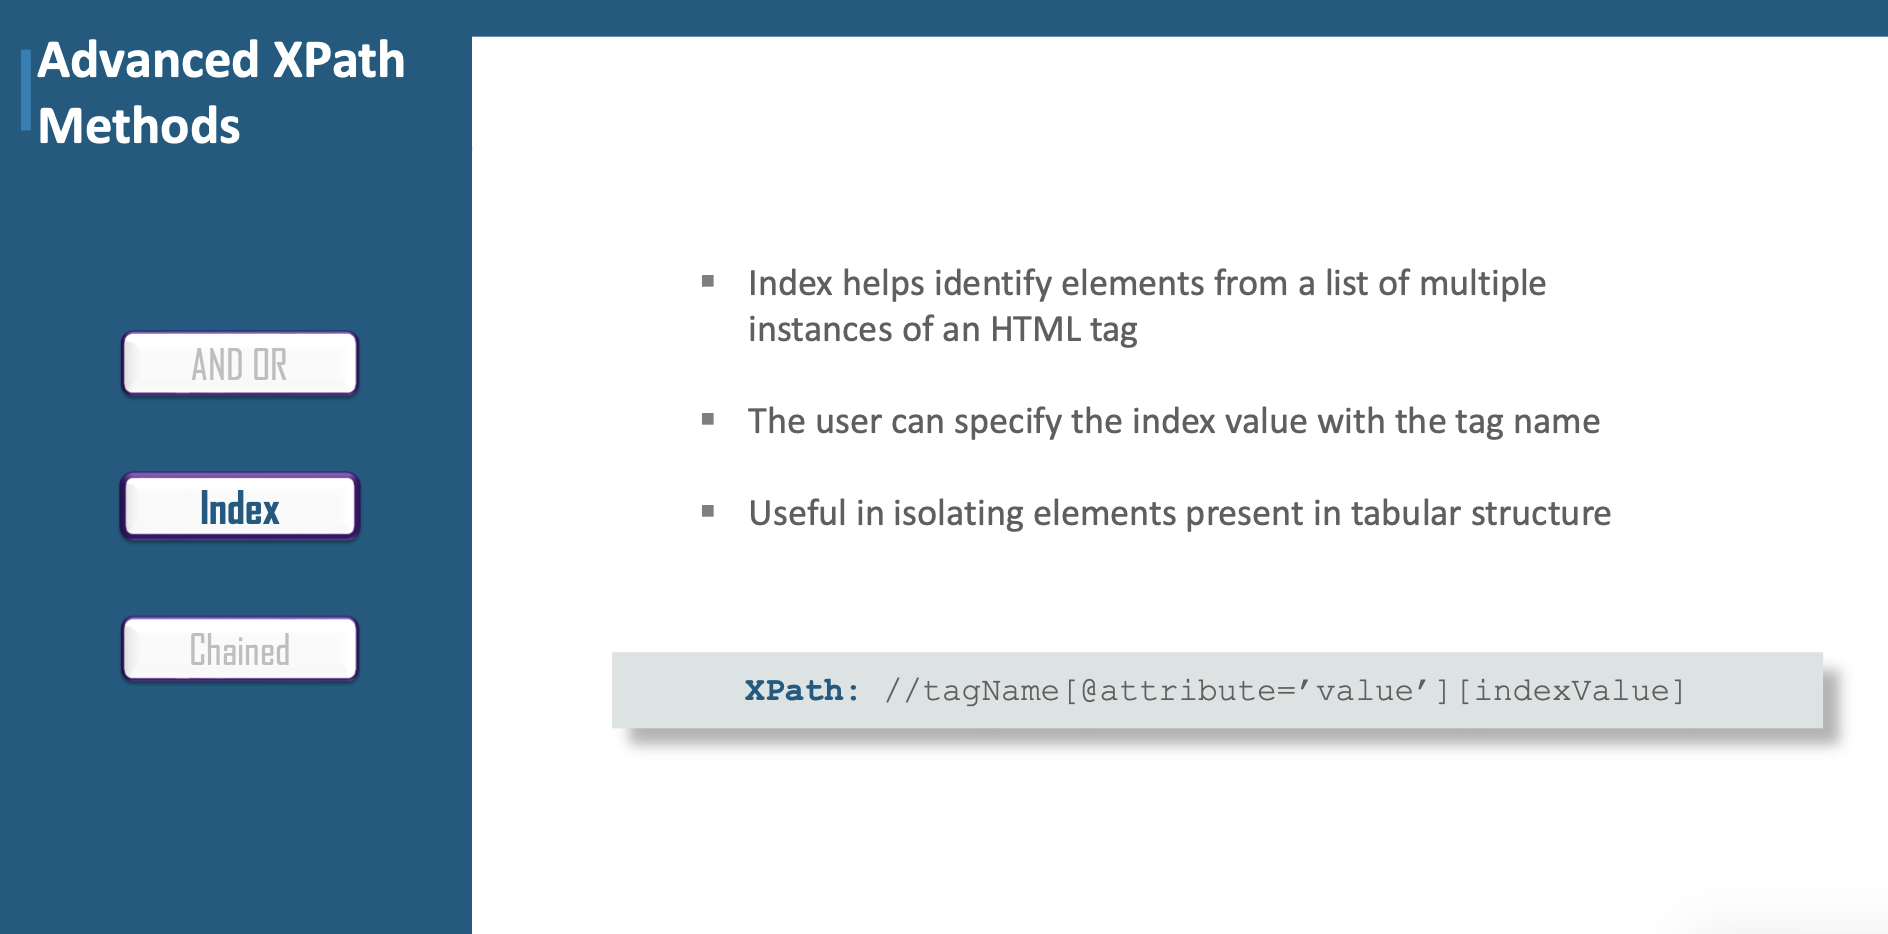 Advanced XPath
Methods
AND OR
Index
Chained
Index helps identify elements from a list of multiple
instances of an HTML tag
The user can specify the index value with the tag name
Useful in isolating elements present in tabular structure
XPath: //tagName[@attribute=’value’][indexValue]